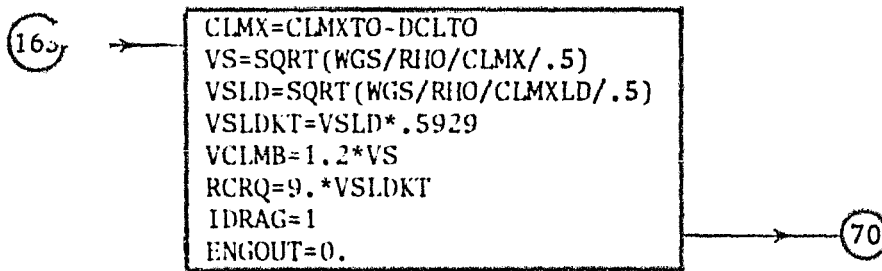 CLMX=CLMXTO-DCLTO
VS=SQRT(WGS/RHO/CLMX/.5)
VSLD=SQRT(WGS/RHO/CLMXLD/.5)
VSLDKT=VSLD*.5929
VCLMB=1.2*VS
RCRQ=9.*VSLDKT
IDRAG=1
ENGOUT=0.
70